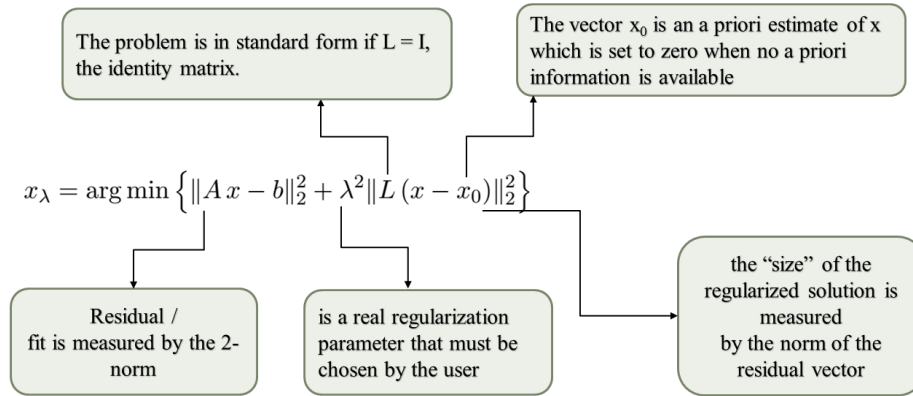 The problem is in standard form if L = I,
the identity matrix.
The vector x₀ is an a priori estimate of x
which is set to zero when no a priori
information is available
x_λ = arg min { ‖A x − b‖₂² + λ²‖L (x − x₀)‖₂² }
Residual /
fit is measured by the 2-
norm
is a real regularization
parameter that must be
chosen by the user
the “size” of the
regularized solution is
measured
by the norm of the
residual vector